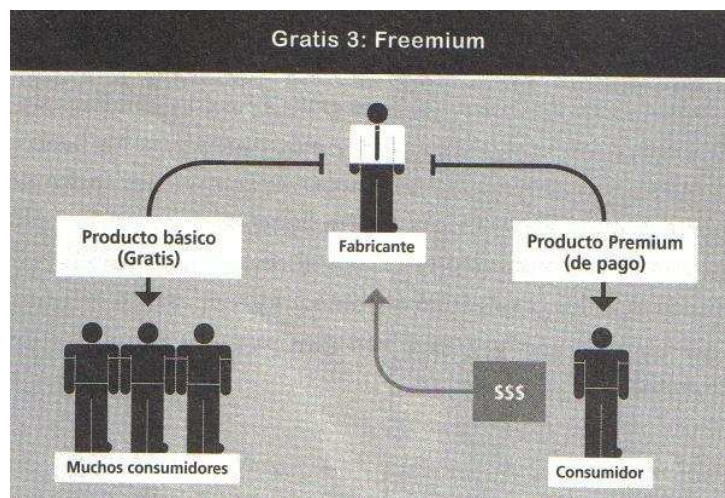 Gratis 3: Freemium
Fabricante
Producto básico
(Gratis)
Producto Premium
(de pago)
$$$
Muchos consumidores
Consumidor